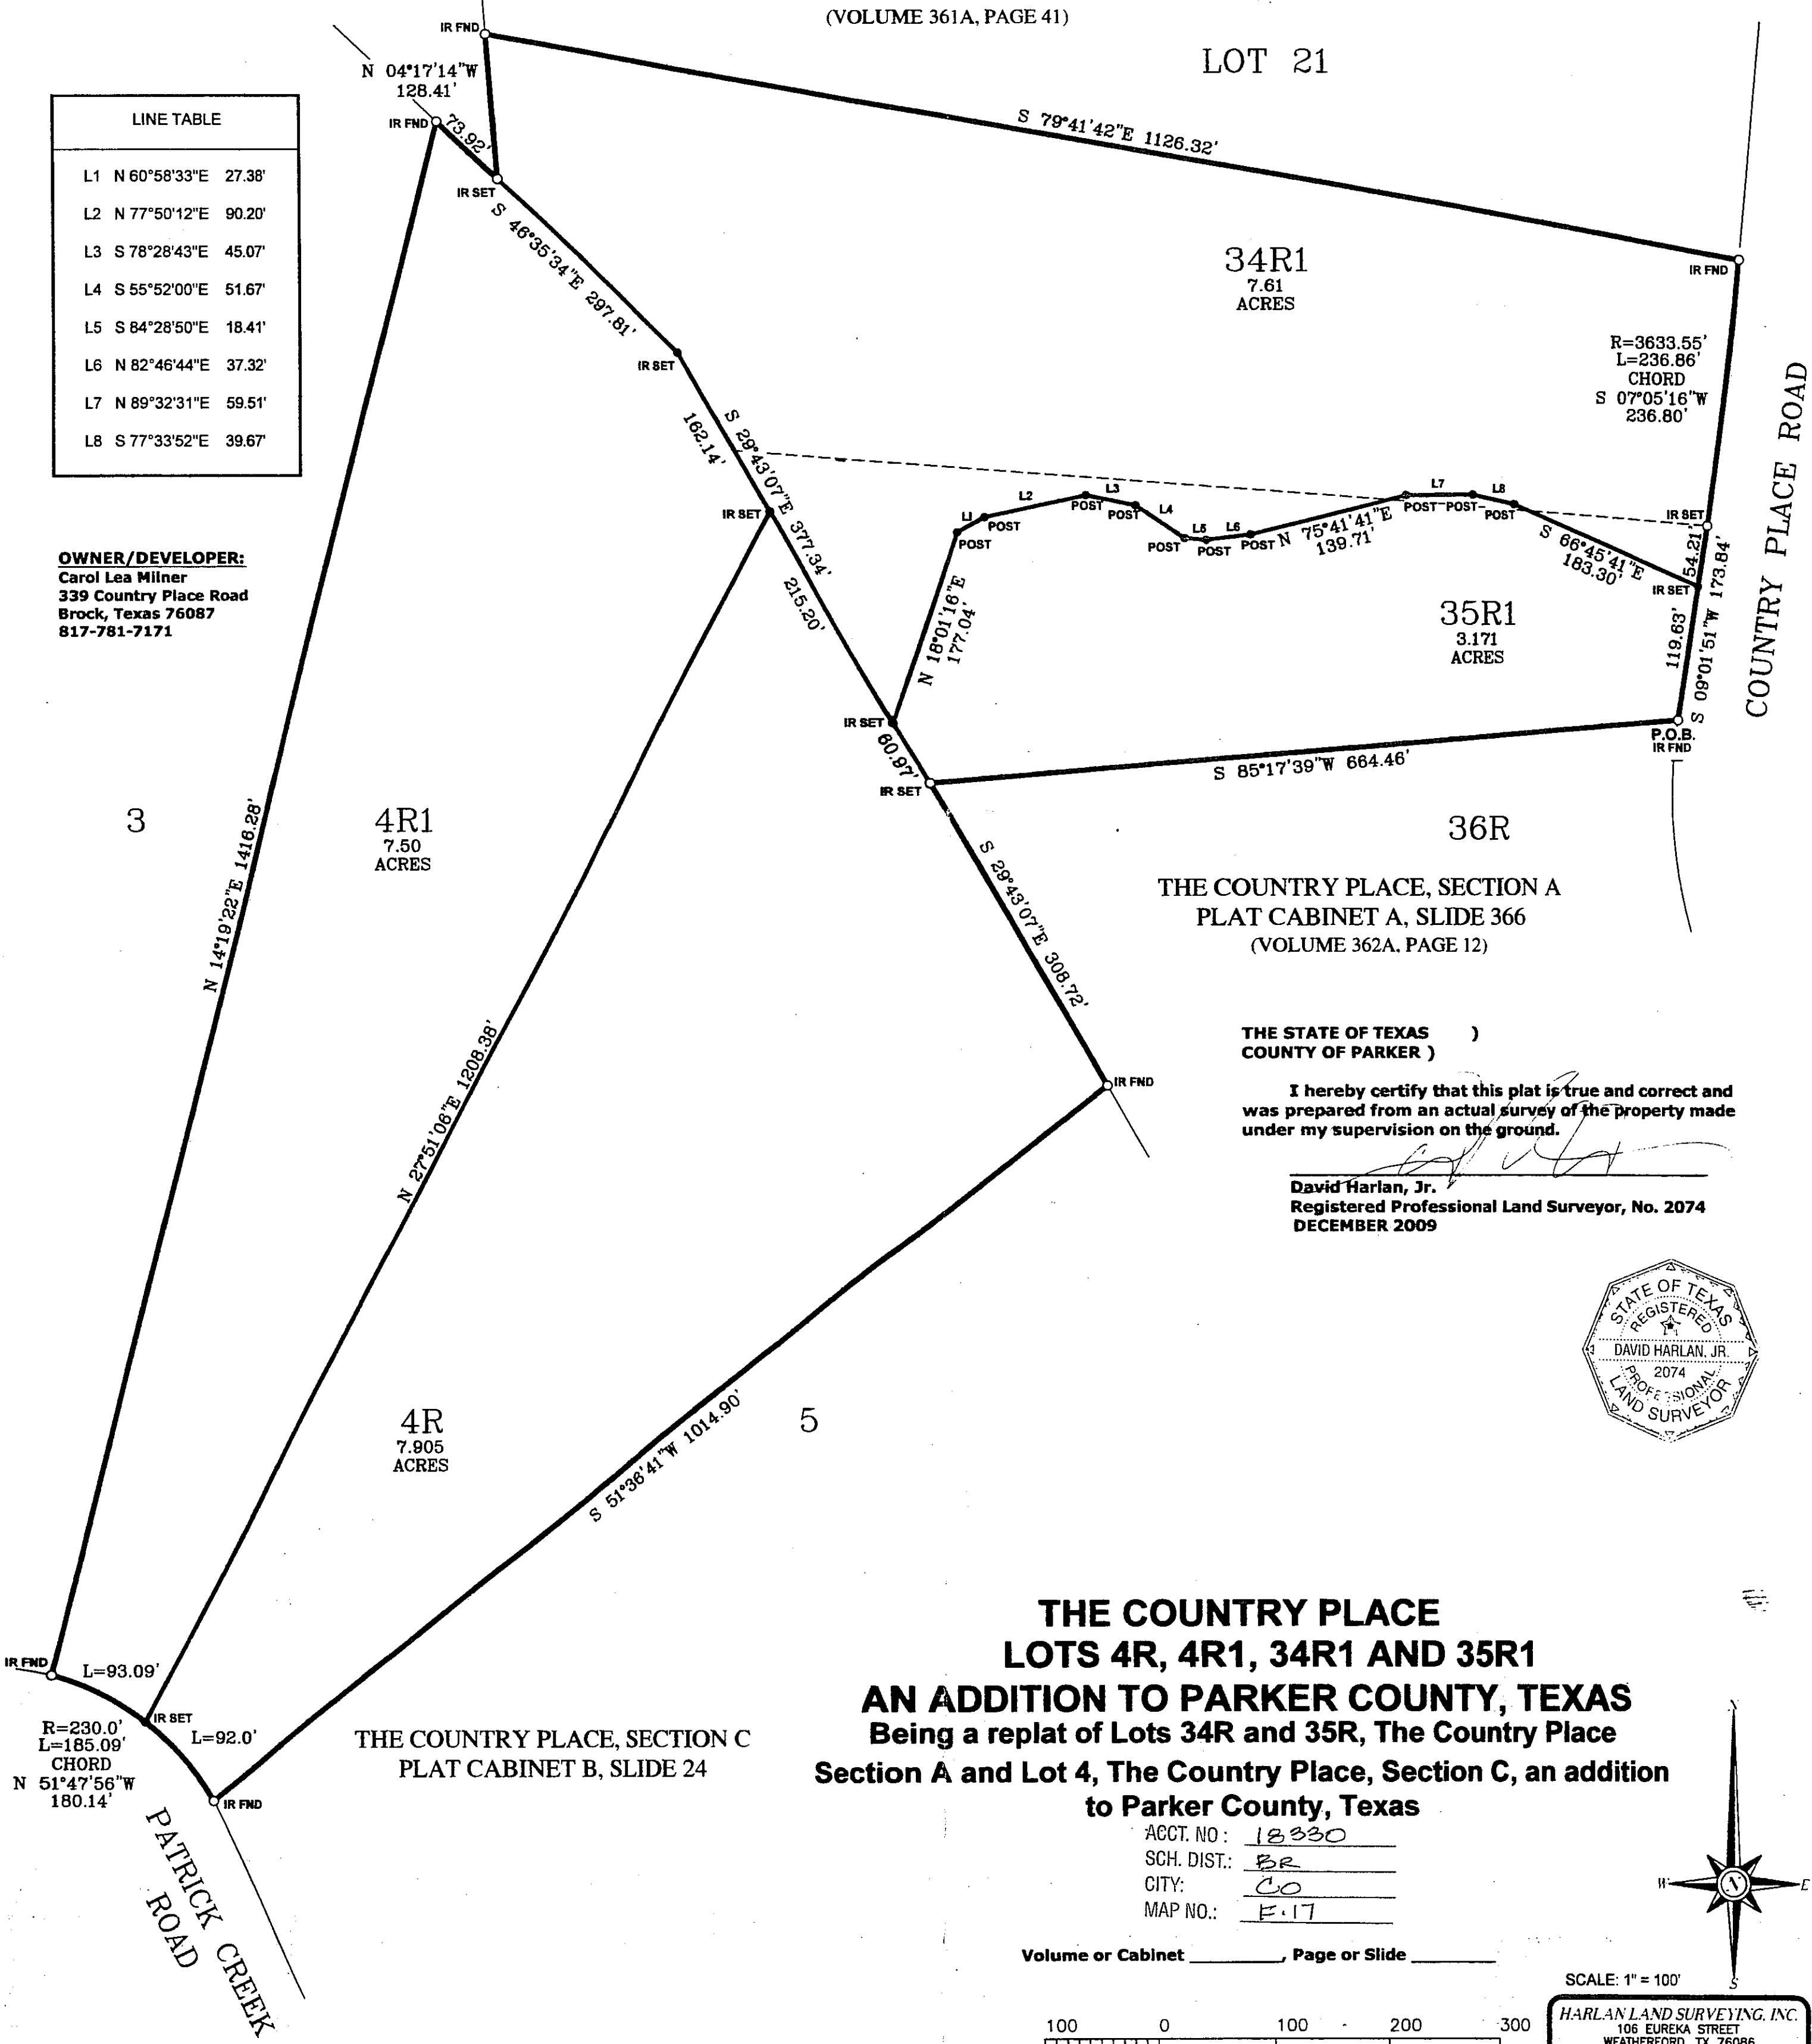 (VOLUME 361A, PAGE 41)
LOT 21
IR FND
N 04°17'14"W
128.41'
IR FND
73.92'
IR SET
S 79°41'42"E 1126.32'
LINE TABLE
L1 N 60°58'33"E 27.38'
L2 N 77°50'12"E 90.20'
L3 S 78°28'43"E 45.07'
L4 S 55°52'00"E 51.67'
L5 S 84°28'50"E 18.41'
L6 N 82°46'44"E 37.32'
L7 N 89°32'31"E 59.51'
L8 S 77°33'52"E 39.67'
S 46°35'34"E 297.81'
IR SET
34R1
7.61
ACRES
IR FND
R=3633.55'
L=236.86'
CHORD
S 07°05'16"W
236.80'
COUNTRY PLACE ROAD
S 29°43'07"E 377.34'
162.14'
IR SET
215.20'
L1
L2
L3
L4
L5
L6
L7
L8
POST
POST
POST
POST
POST
POST
POST
POST
POST
POST
N 75°41'41"E
139.71'
S 66°45'41"E
183.30'
IR SET
54.21'
IR SET
S 09°01'51"W 173.84'
119.63'
N 18°01'16"E
177.04'
35R1
3.171
ACRES
OWNER/DEVELOPER:
Carol Lea Milner
339 Country Place Road
Brock, Texas 76087
817-781-7171
IR SET
60.97'
IR SET
P.O.B.
IR FND
S 85°17'39"W 664.46'
3
4R1
7.50
ACRES
36R
N 14°19'22"E 1416.28'
S 29°43'07"E 308.72'
THE COUNTRY PLACE, SECTION A
PLAT CABINET A, SLIDE 366
(VOLUME 362A, PAGE 12)
N 27°51'06"E 1208.38'
IR FND
THE STATE OF TEXAS )
COUNTY OF PARKER )
I hereby certify that this plat is true and correct and
was prepared from an actual survey of the property made
under my supervision on the ground.
David Harlan, Jr.
Registered Professional Land Surveyor, No. 2074
DECEMBER 2009
STATE OF TEXAS
REGISTERED
DAVID HARLAN, JR.
2074
PROFESSIONAL
LAND SURVEYOR
4R
7.905
ACRES
5
S 51°36'41"W 1014.90'
IR FND
L=93.09'
IR SET
L=92.0'
R=230.0'
L=185.09'
CHORD
N 51°47'56"W
180.14'
IR FND
PATRICK CREEK
ROAD
THE COUNTRY PLACE, SECTION C
PLAT CABINET B, SLIDE 24
THE COUNTRY PLACE
LOTS 4R, 4R1, 34R1 AND 35R1
AN ADDITION TO PARKER COUNTY, TEXAS
Being a replat of Lots 34R and 35R, The Country Place
Section A and Lot 4, The Country Place, Section C, an addition
to Parker County, Texas
ACCT. NO: 18330
SCH. DIST.: BR
CITY: CO
MAP NO.: E.17
Volume or Cabinet ________, Page or Slide ________
N
W
N
E
S
SCALE: 1" = 100'
100 0 100 200 300
HARLAN LAND SURVEYING, INC.
106 EUREKA STREET
WEATHERFORD, TX 76086